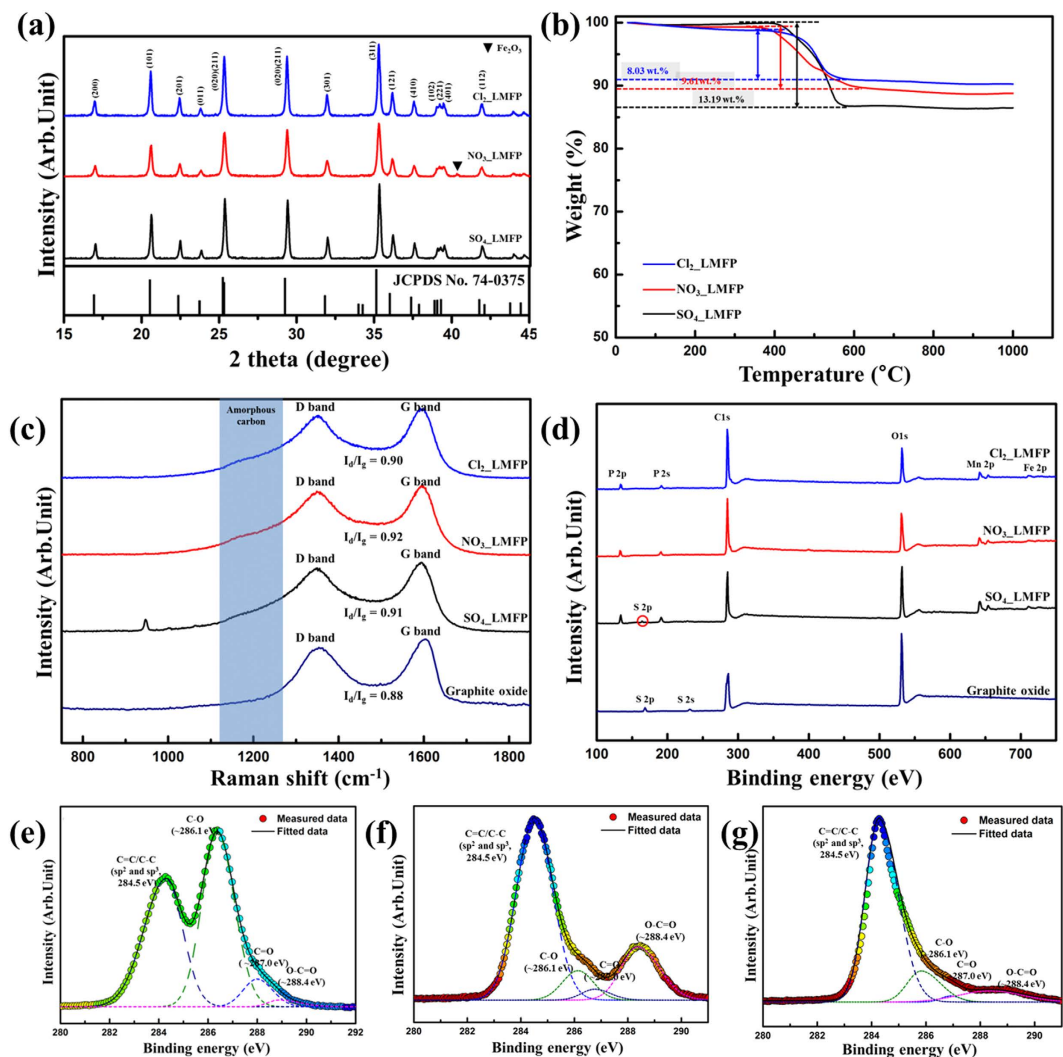 (a)
Fe₂O₃
(200)
(101)
(201)
(011)
(020)(211)
(020)(211)
(301)
(311)
(121)
(410)
(102)
(221)
(401)
(112)
Cl₂_LMFP
NO₃_LMFP
SO₄_LMFP
JCPDS No. 74-0375
Intensity (Arb.Unit)
15 20 25 30 35 40 45
2 theta (degree)
(b)
100
90
80
70
60
50
8.03 wt.%
13.19 wt.%
Cl₂_LMFP
NO₃_LMFP
SO₄_LMFP
Weight (%)
0 200 400 600 800 1000
Temperature (°C)
(c)
Amorphous
carbon
D band G band
Cl₂_LMFP
I_d/I_g = 0.90
D band G band
NO₃_LMFP
I_d/I_g = 0.92
D band G band
SO₄_LMFP
I_d/I_g = 0.91
D band G band
Graphite oxide
I_d/I_g = 0.88
Intensity (Arb.Unit)
800 1000 1200 1400 1600 1800
Raman shift (cm⁻¹)
(d)
C1s
O1s
P 2p P 2s
Mn 2p Fe 2p
Cl₂_LMFP
NO₃_LMFP
SO₄_LMFP
S 2p
Graphite oxide
S 2p S 2s
Intensity (Arb.Unit)
100 200 300 400 500 600 700
Binding energy (eV)
(e)
Measured data
Fitted data
C-O
(~286.1 eV)
C=C/C-C
(sp² and sp³,
284.5 eV)
C=O
(~287.0 eV)
O-C=O
(~288.4 eV)
Intensity (Arb.Unit)
280 282 284 286 288 290 292
Binding energy (eV)
(f)
Measured data
Fitted data
C=C/C-C
(sp² and sp³,
284.5 eV)
C-O
(~286.1 eV)
C=O
O-C=O
(~288.4 eV)
Intensity (Arb.Unit)
280 282 284 286 288 290
Binding energy (eV)
(g)
Measured data
Fitted data
C=C/C-C
(sp² and sp³,
284.5 eV)
C-O
(~286.1 eV)
C=O
(~287.0 eV)
O-C=O
(~288.4 eV)
Intensity (Arb.Unit)
280 282 284 286 288 290
Binding energy (eV)